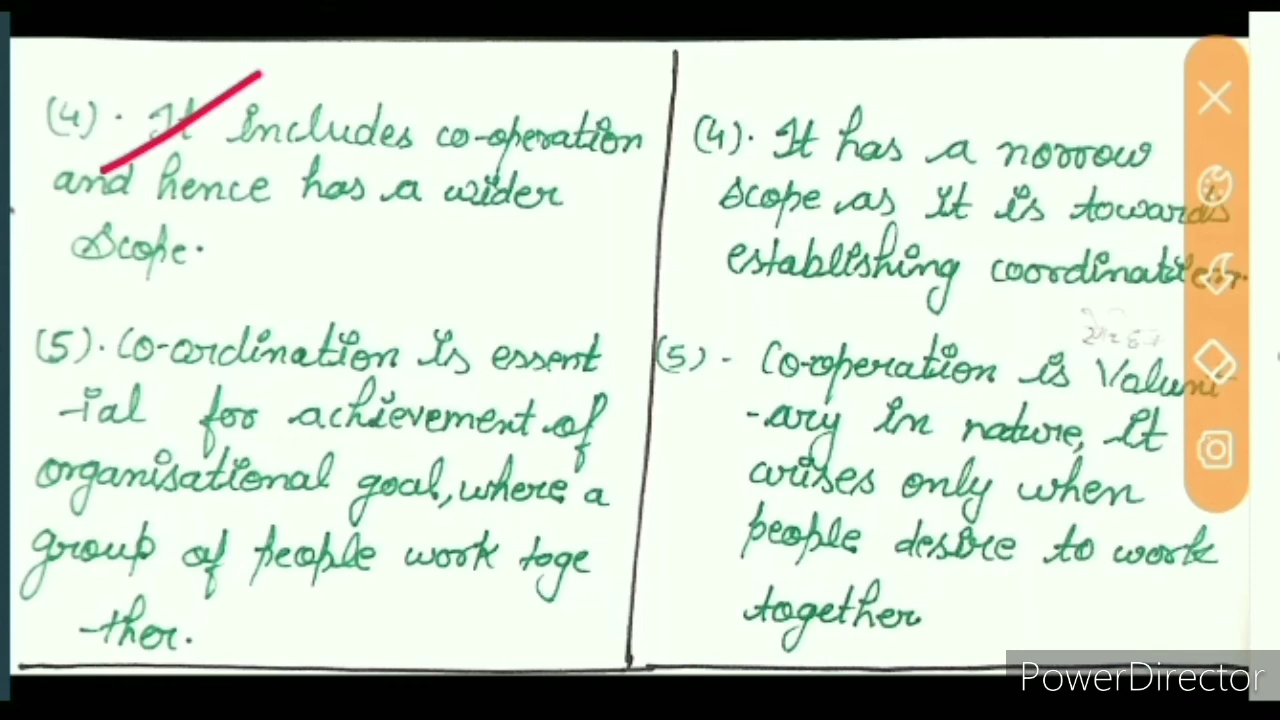 (4). It includes co-operation
and hence has a wider
scope.
(5). Co-ordination is essent
-ial for achievement of
organisational goal, where a
group of people work toge
-ther.
(4). It has a norrow
scope as it is towards
establishing coordination.
(5) - Co-operation is Valunt-
-ary in nature, it
arises only when
people desire to work
together
PowerDirector